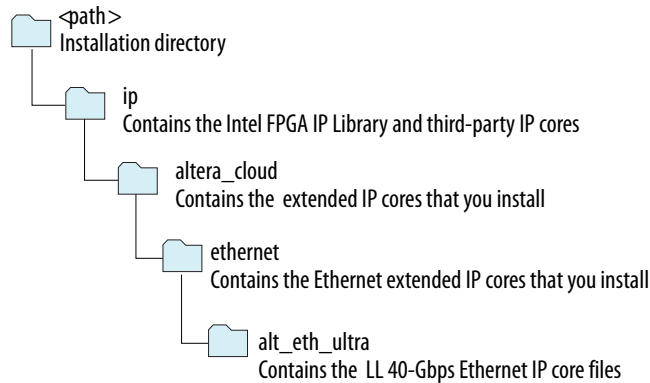 <path>
Installation directory
ip
Contains the Intel FPGA IP Library and third-party IP cores
altera_cloud
Contains the extended IP cores that you install
ethernet
Contains the Ethernet extended IP cores that you install
alt_eth_ultra
Contains the LL 40-Gbps Ethernet IP core files